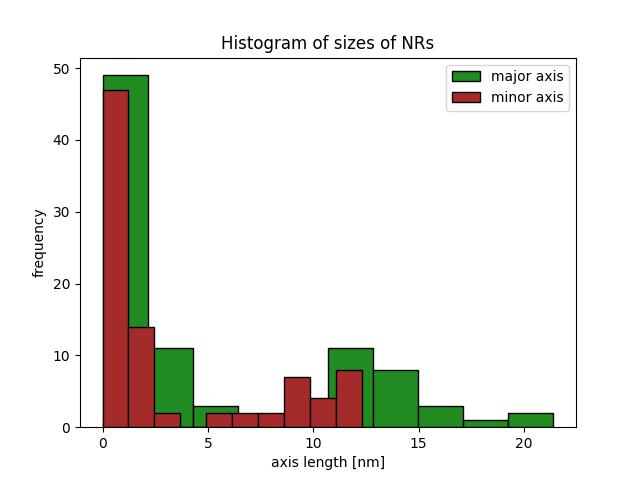 Histogram of sizes of NRs
major axis
minor axis
50
40
30
20
10
0
frequency
0 5 10 15 20
axis length [nm]